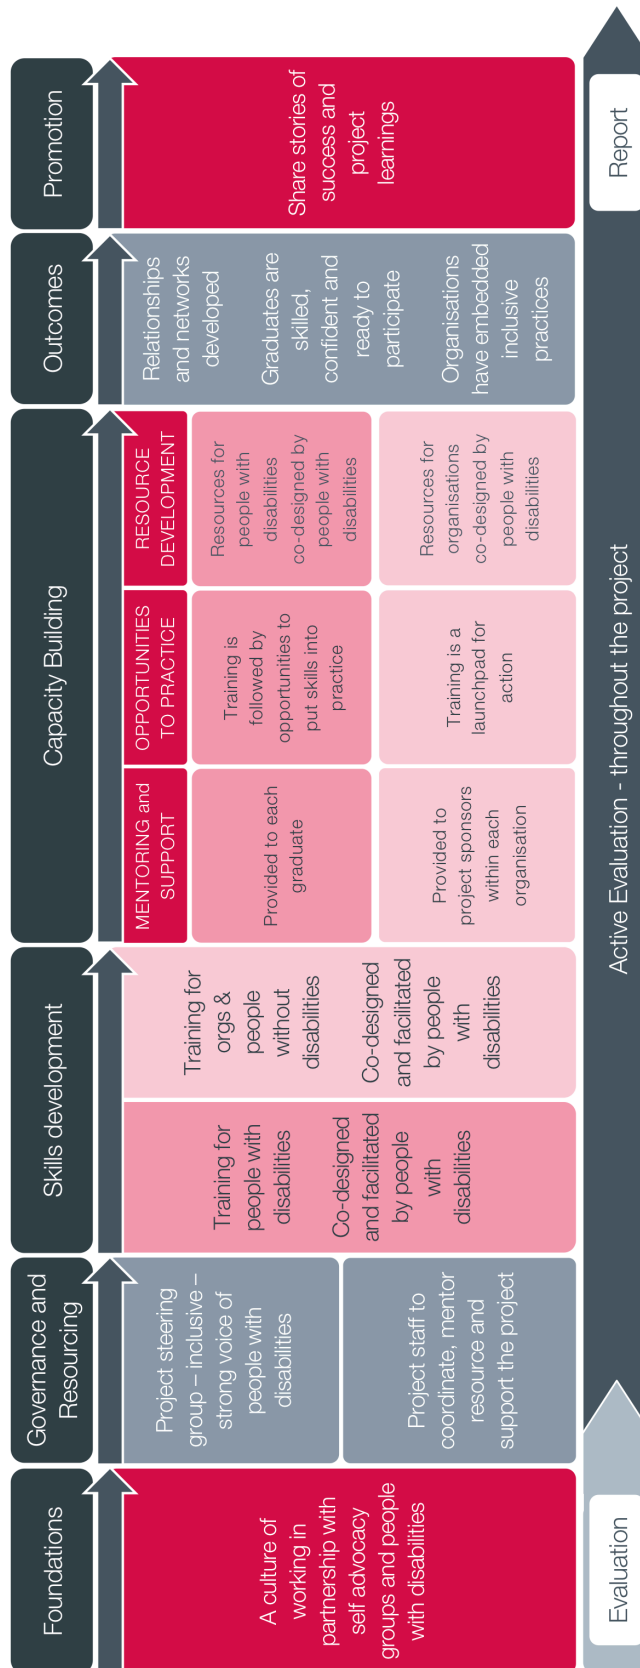 Foundations
A culture of
working in
partnership with
self advocacy
groups and people
with disabilities
Governance and
Resourcing
Project steering
group – inclusive –
strong voice of
people with
disabilities
Project staff to
coordinate, mentor
resource and
support the project
Skills development
Training for
people with
disabilities
Co-designed
and facilitated
by people
with
disabilities
Training for
orgs &
people
without
disabilities
Co-designed
and facilitated
by people
with
disabilities
Capacity Building
MENTORING and
SUPPORT
Provided to each
graduate
Provided to
project sponsors
within each
organisation
OPPORTUNITIES
TO PRACTICE
Training is
followed by
opportunities to
put skills into
practice
Training is a
launchpad for
action
RESOURCE
DEVELOPMENT
Resources for
people with
disabilities
co-designed by
people with
disabilities
Resources for
organisations
co-designed by
people with
disabilities
Outcomes
Relationships
and networks
developed
Graduates are
skilled,
confident and
ready to
participate
Organisations
have embedded
inclusive
practices
Promotion
Share stories of
success and
project
learnings
Evaluation
Active Evaluation - throughout the project
Report